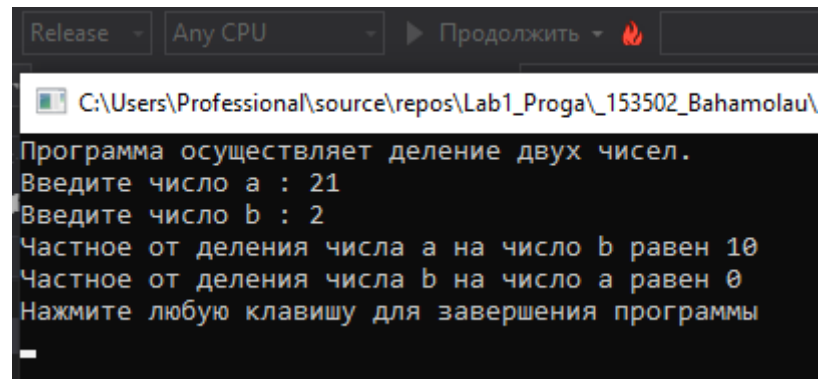 Release Any CPU Продолжить
C:\Users\Professional\source\repos\Lab1_Proga\_153502_Bahamolau\
Программа осуществляет деление двух чисел.
Введите число a : 21
Введите число b : 2
Частное от деления числа a на число b равен 10
Частное от деления числа b на число a равен 0
Нажмите любую клавишу для завершения программы